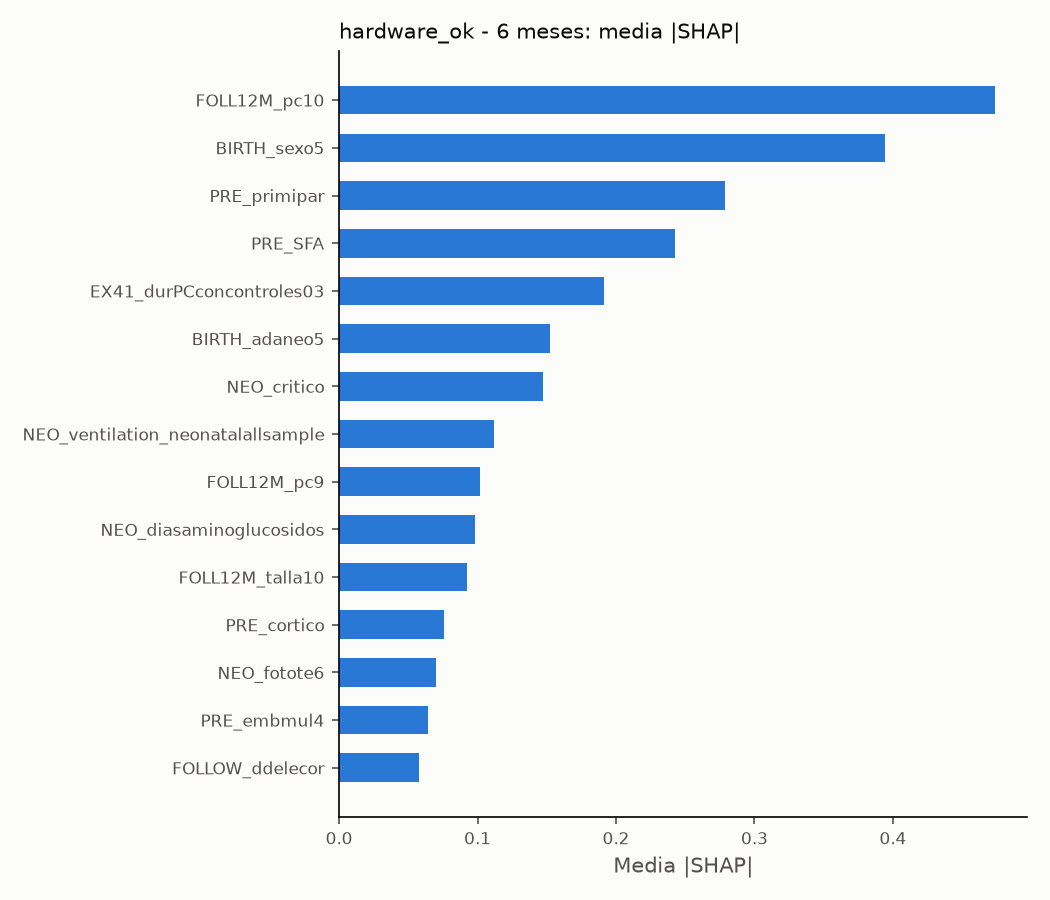 hardware_ok - 6 meses: media |SHAP|
FOLL12M_pc10
BIRTH_sexo5
PRE_primipar
PRE_SFA
EX41_durPCconcontroles03
BIRTH_adaneo5
NEO_critico
NEO_ventilation_neonatalallsample
FOLL12M_pc9
NEO_diasaminoglucosidos
FOLL12M_talla10
PRE_cortico
NEO_fotote6
PRE_embmul4
FOLLOW_ddelecor
0.0 0.1 0.2 0.3 0.4
Media |SHAP|